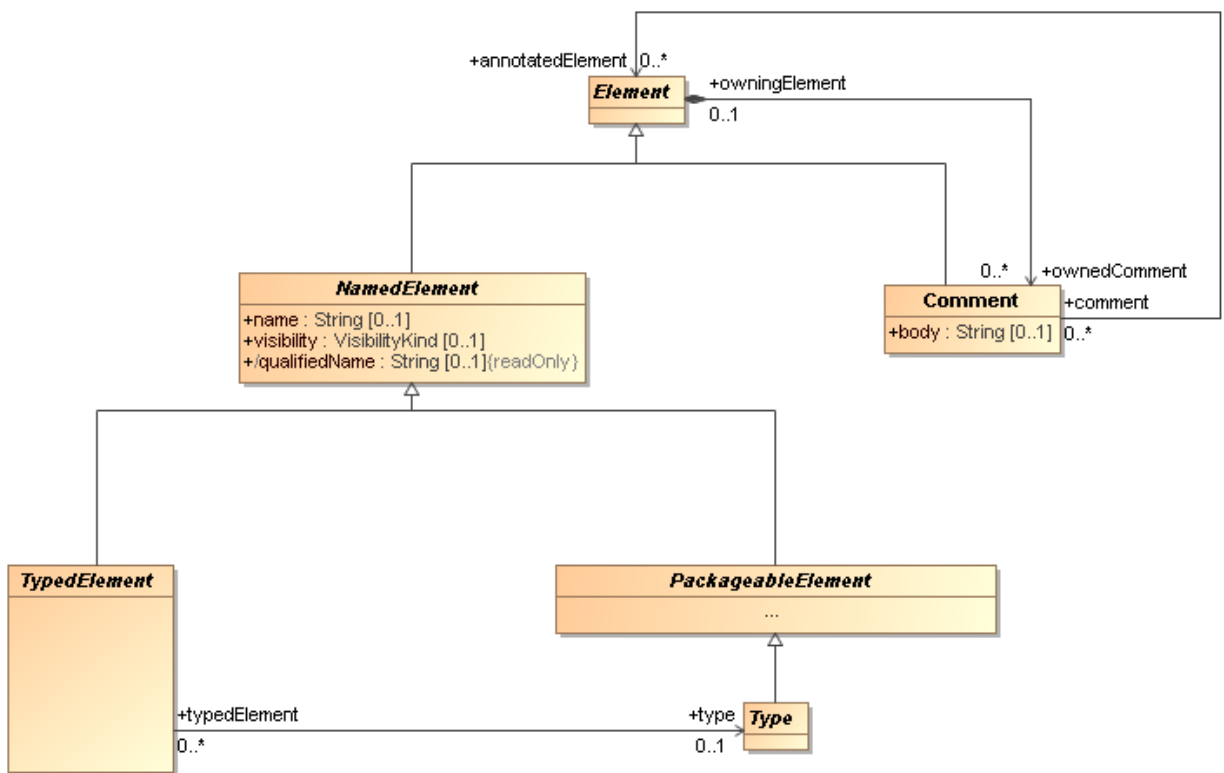 +annotatedElement 0..*
Element
+owningElement
0..1
NamedElement
+name : String [0..1]
+visibility : VisibilityKind [0..1]
+/qualifiedName : String [0..1]{readOnly}
0..* +ownedComment
Comment
+body : String [0..1]
+comment
0..*
TypedElement
PackageableElement
...
+typedElement
0..*
+type
0..1
Type